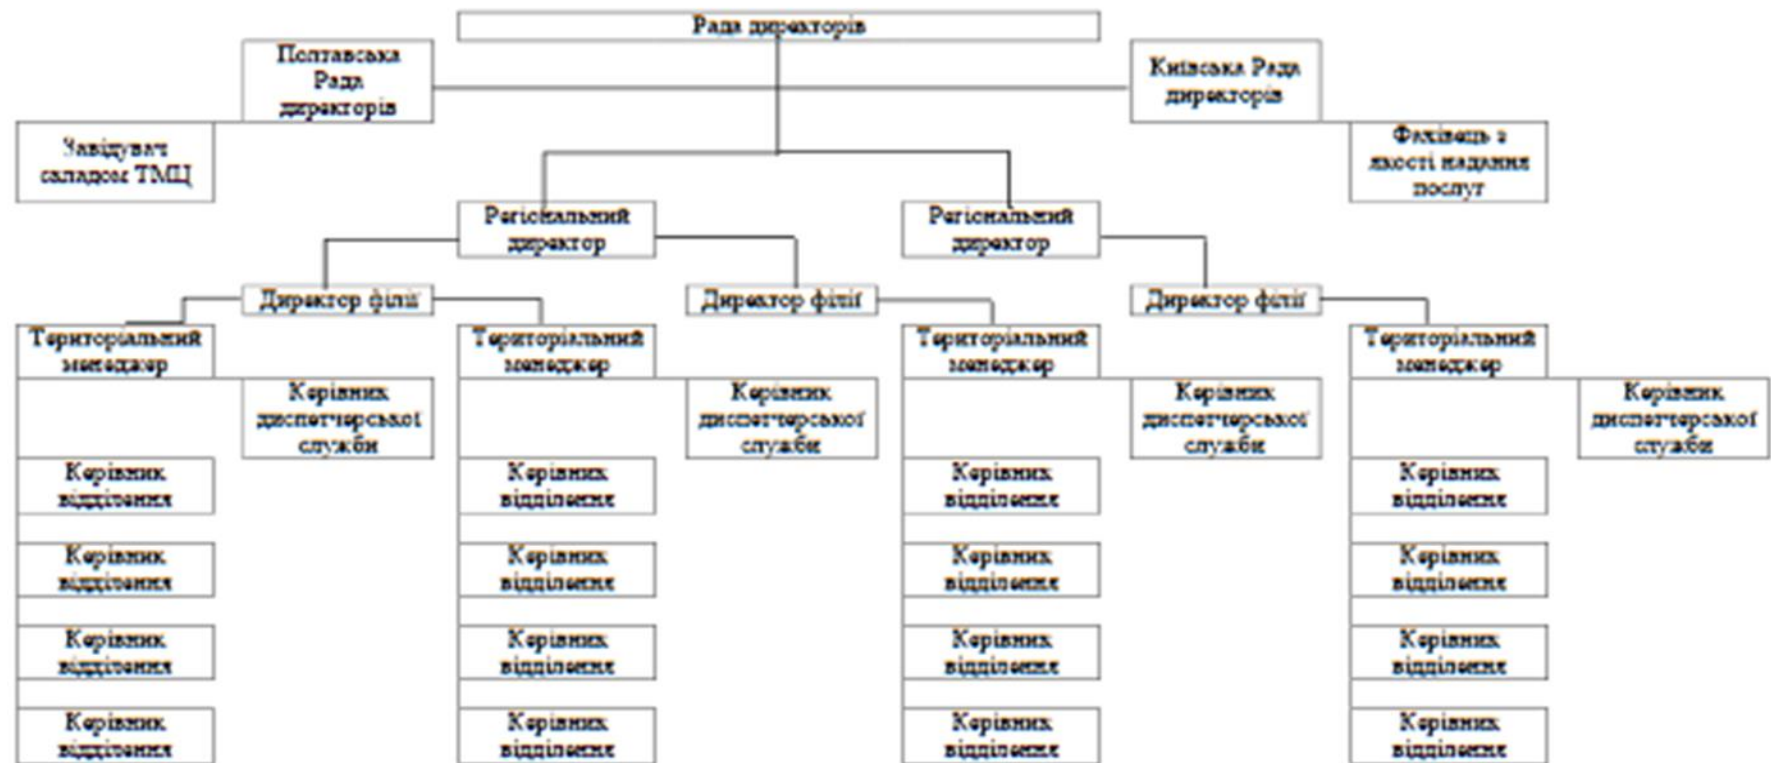 Рада директорів
Полтавська
Рада
директорів
Київська Рада
директорів
Завідувач
складом ТМЦ
Фахівець з
якості надання
послуг
Регіональний
директор
Регіональний
директор
Директор філії
Директор філії
Директор філії
Територіальний
менеджер
Територіальний
менеджер
Територіальний
менеджер
Територіальний
менеджер
Керівник
диспетчерської
служби
Керівник
диспетчерської
служби
Керівник
диспетчерської
служби
Керівник
диспетчерської
служби
Керівник
відділення
Керівник
відділення
Керівник
відділення
Керівник
відділення
Керівник
відділення
Керівник
відділення
Керівник
відділення
Керівник
відділення
Керівник
відділення
Керівник
відділення
Керівник
відділення
Керівник
відділення
Керівник
відділення
Керівник
відділення
Керівник
відділення
Керівник
відділення